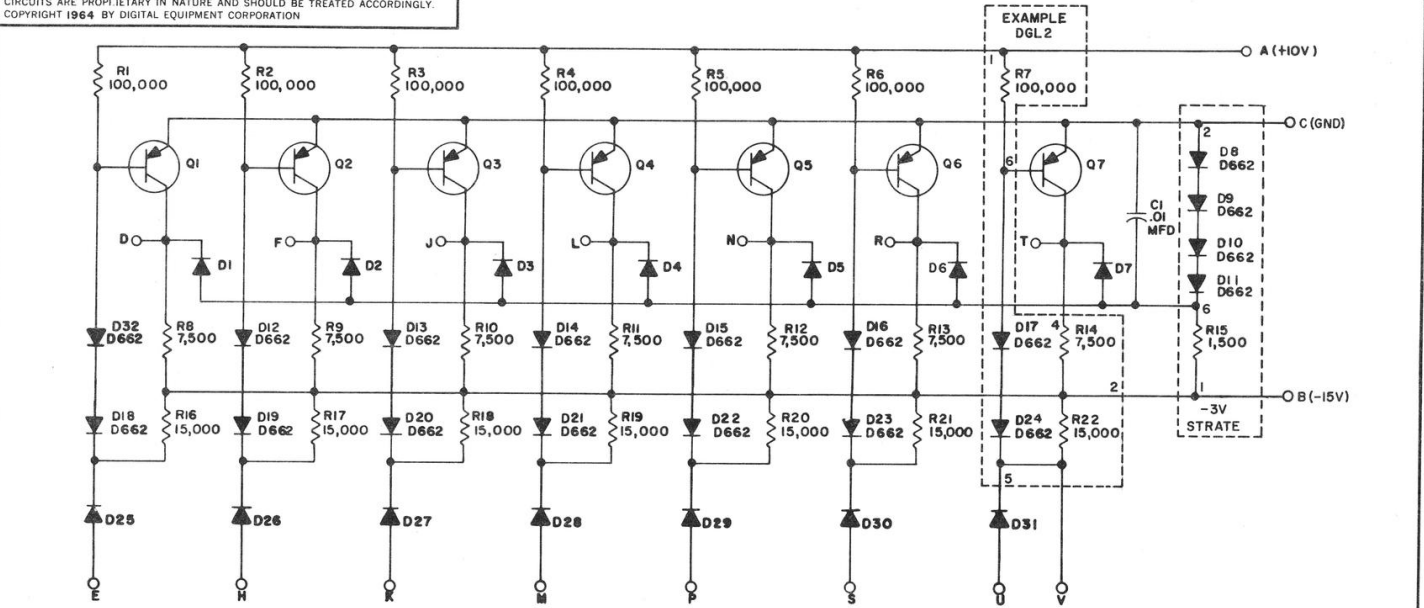 CIRCUITS ARE PROPRIETARY IN NATURE AND SHOULD BE TREATED ACCORDINGLY.
COPYRIGHT 1964 BY DIGITAL EQUIPMENT CORPORATION
EXAMPLE
DGL2
A (+10V)
R1
100,000
R2
100,000
R3
100,000
R4
100,000
R5
100,000
R6
100,000
1
R7
100,000
C (GND)
2
Q1
Q2
Q3
Q4
Q5
Q6
6
Q7
D8
D662
D9
D662
D10
D662
D11
D662
C1
.01
MFD
D
F
J
L
N
R
T
D1
D2
D3
D4
D5
D6
D7
6
D32
D662
R8
7,500
D12
D662
R9
7,500
D13
D662
R10
7,500
D14
D662
R11
7,500
D15
D662
R12
7,500
D16
D662
R13
7,500
D17
D662
4
R14
7,500
R15
1,500
2
1
B (-15V)
D18
D662
R16
15,000
D19
D662
R17
15,000
D20
D662
R18
15,000
D21
D662
R19
15,000
D22
D662
R20
15,000
D23
D662
R21
15,000
D24
D662
R22
15,000
-3V
STRATE
5
D25
D26
D27
D28
D29
D30
D31
E
H
K
M
P
S
U
V